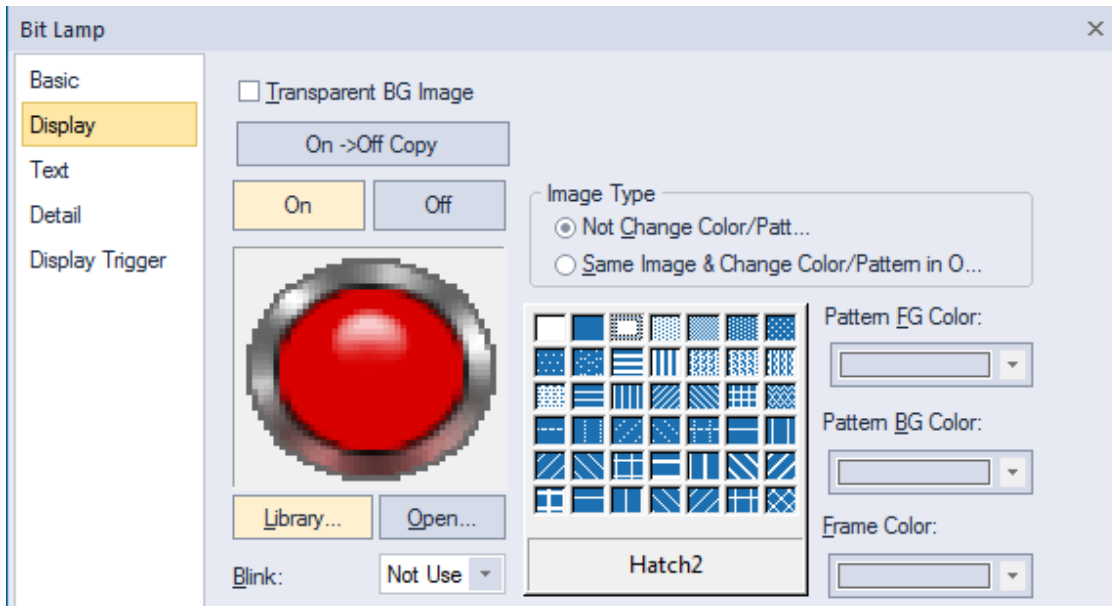 Bit Lamp
Basic
Display
Text
Detail
Display Trigger
Transparent BG Image
On ->Off Copy
On
Off
Image Type
Not Change Color/Patt...
Same Image & Change Color/Pattern in O...
Library...
Open...
Blink:
Not Use
Hatch2
Pattern FG Color:
Pattern BG Color:
Frame Color: